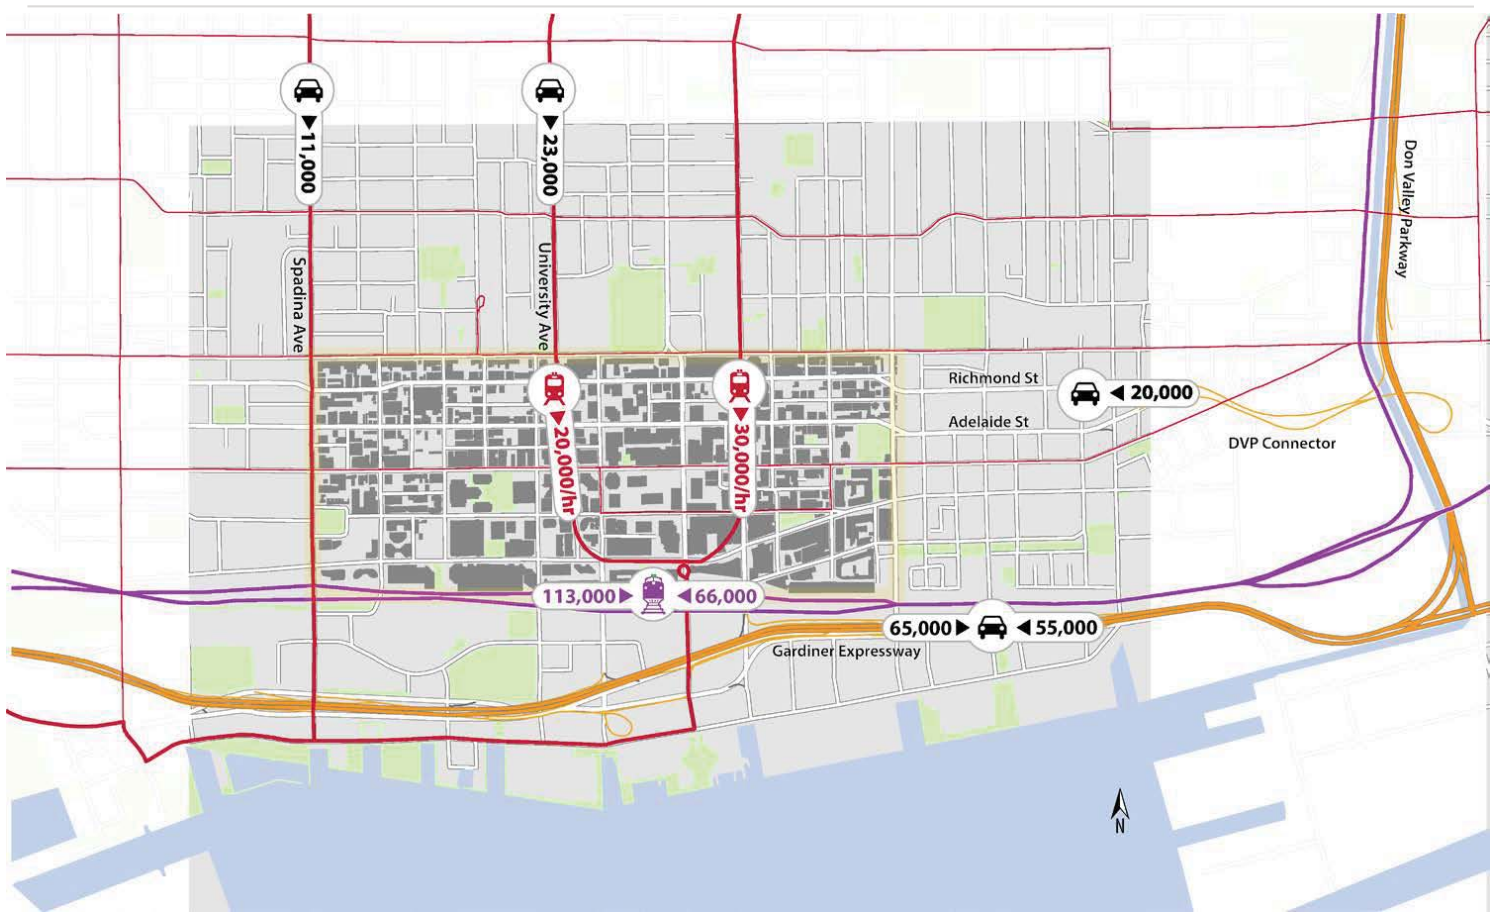 ▶ 11,000
▶ 23,000
Spadina Ave
University Ave
Don Valley Parkway
Richmond St
◀ 20,000
Adelaide St
DVP Connector
▶ 20,000/hr
▶ 30,000/hr
113,000 ▶ ◀ 66,000
65,000 ▶ ◀ 55,000
Gardiner Expressway
N